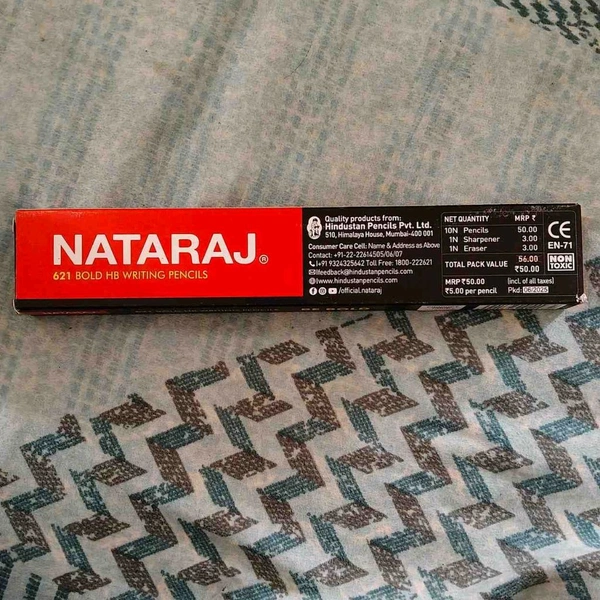 NATARAJ®
621 BOLD HB WRITING PENCILS
Quality products from:
Hindustan Pencils Pvt. Ltd.
510, Himalaya House, Mumbai-400 001
Consumer Care Cell: Name & Address as Above
Contact: +91-22-22614505/06/07
+91 9324325642 Toll Free: 1800-222621
feedback@hindustanpencils.com
www.hindustanpencils.com
/official.nataraj
NET QUANTITY MRP ₹
10N Pencils 50.00
1N Sharpener 3.00
1N Eraser 3.00
TOTAL PACK VALUE 56.00
₹50.00
MRP ₹50.00 (incl. of all taxes)
₹5.00 per pencil Pkd: 06/2025
CE
EN-71
NON
TOXIC